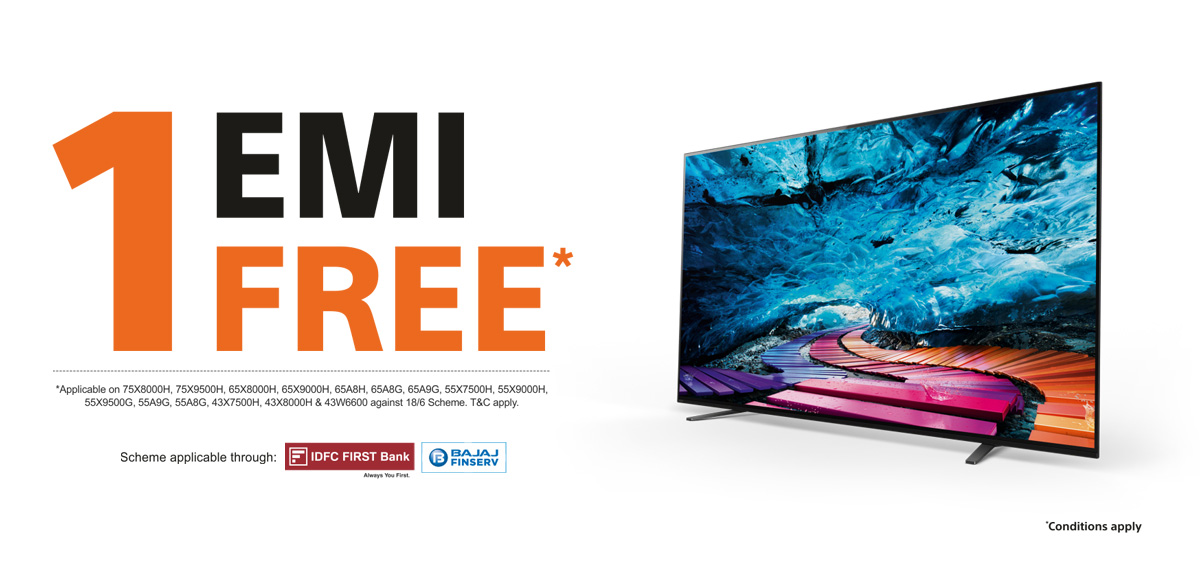 1 EMI
FREE*
*Applicable on 75X8000H, 75X9500H, 65X8000H, 65X9000H, 65A8H, 65A8G, 65A9G, 55X7500H, 55X9000H,
55X9500G, 55A9G, 55A8G, 43X7500H, 43X8000H & 43W6600 against 18/6 Scheme. T&C apply.
Scheme applicable through: IDFC FIRST Bank
Always You First.
BAJAJ
FINSERV
*Conditions apply